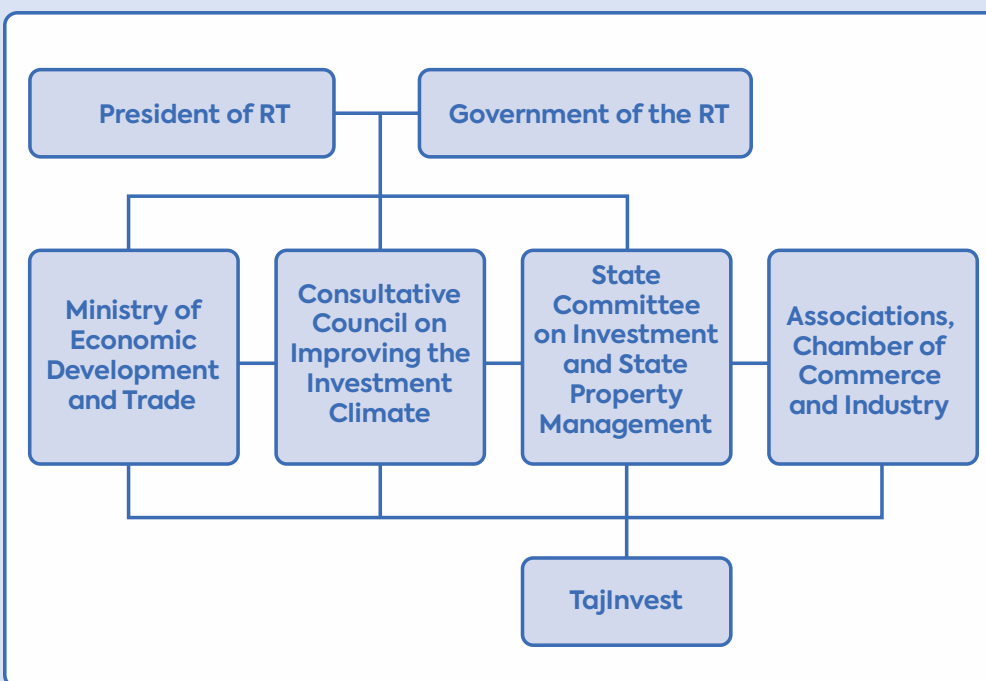 President of RT
Government of the RT
Ministry of
Economic
Development
and Trade
Consultative
Council on
Improving the
Investment
Climate
State
Committee
on Investment
and State
Property
Management
Associations,
Chamber of
Commerce
and Industry
TajInvest